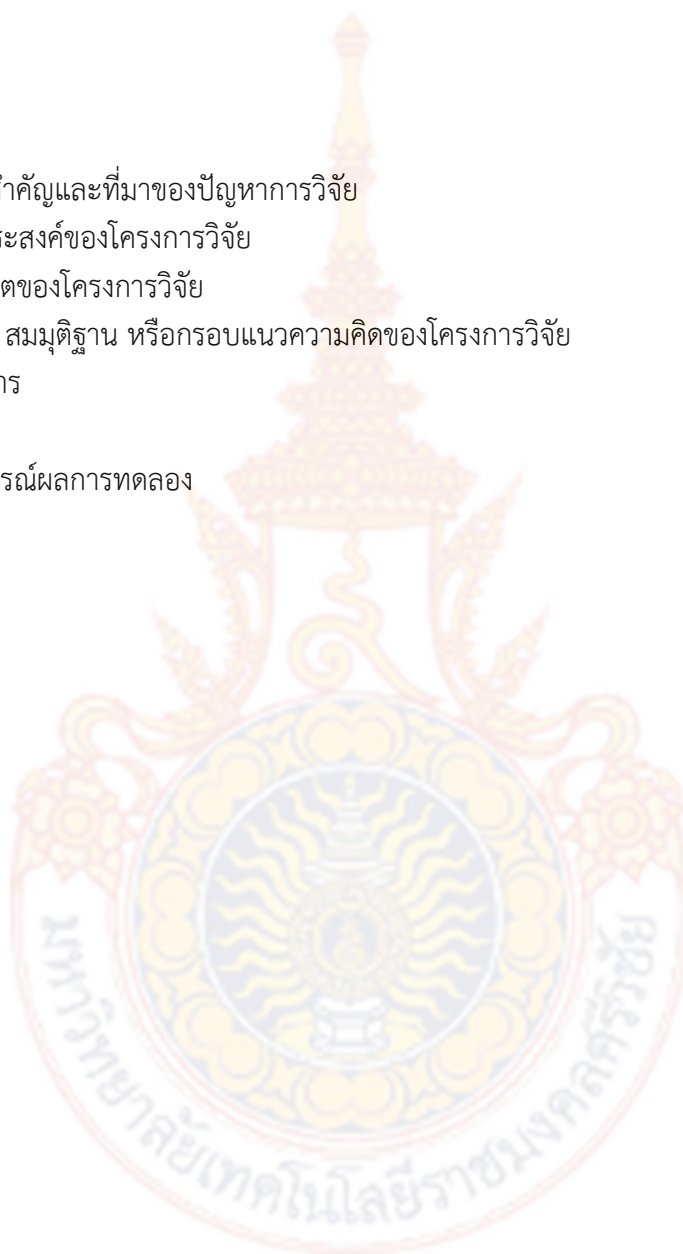 สำคัญและที่มาของปัญหาการวิจัย
ระสงค์ของโครงการวิจัย
ตของโครงการวิจัย
สมมุติฐาน หรือกรอบแนวความคิดของโครงการวิจัย
าร
รณ์ผลการทดลอง
มหาวิทยาลัยเทคโนโลยีราชมงคลศรีวิชัย